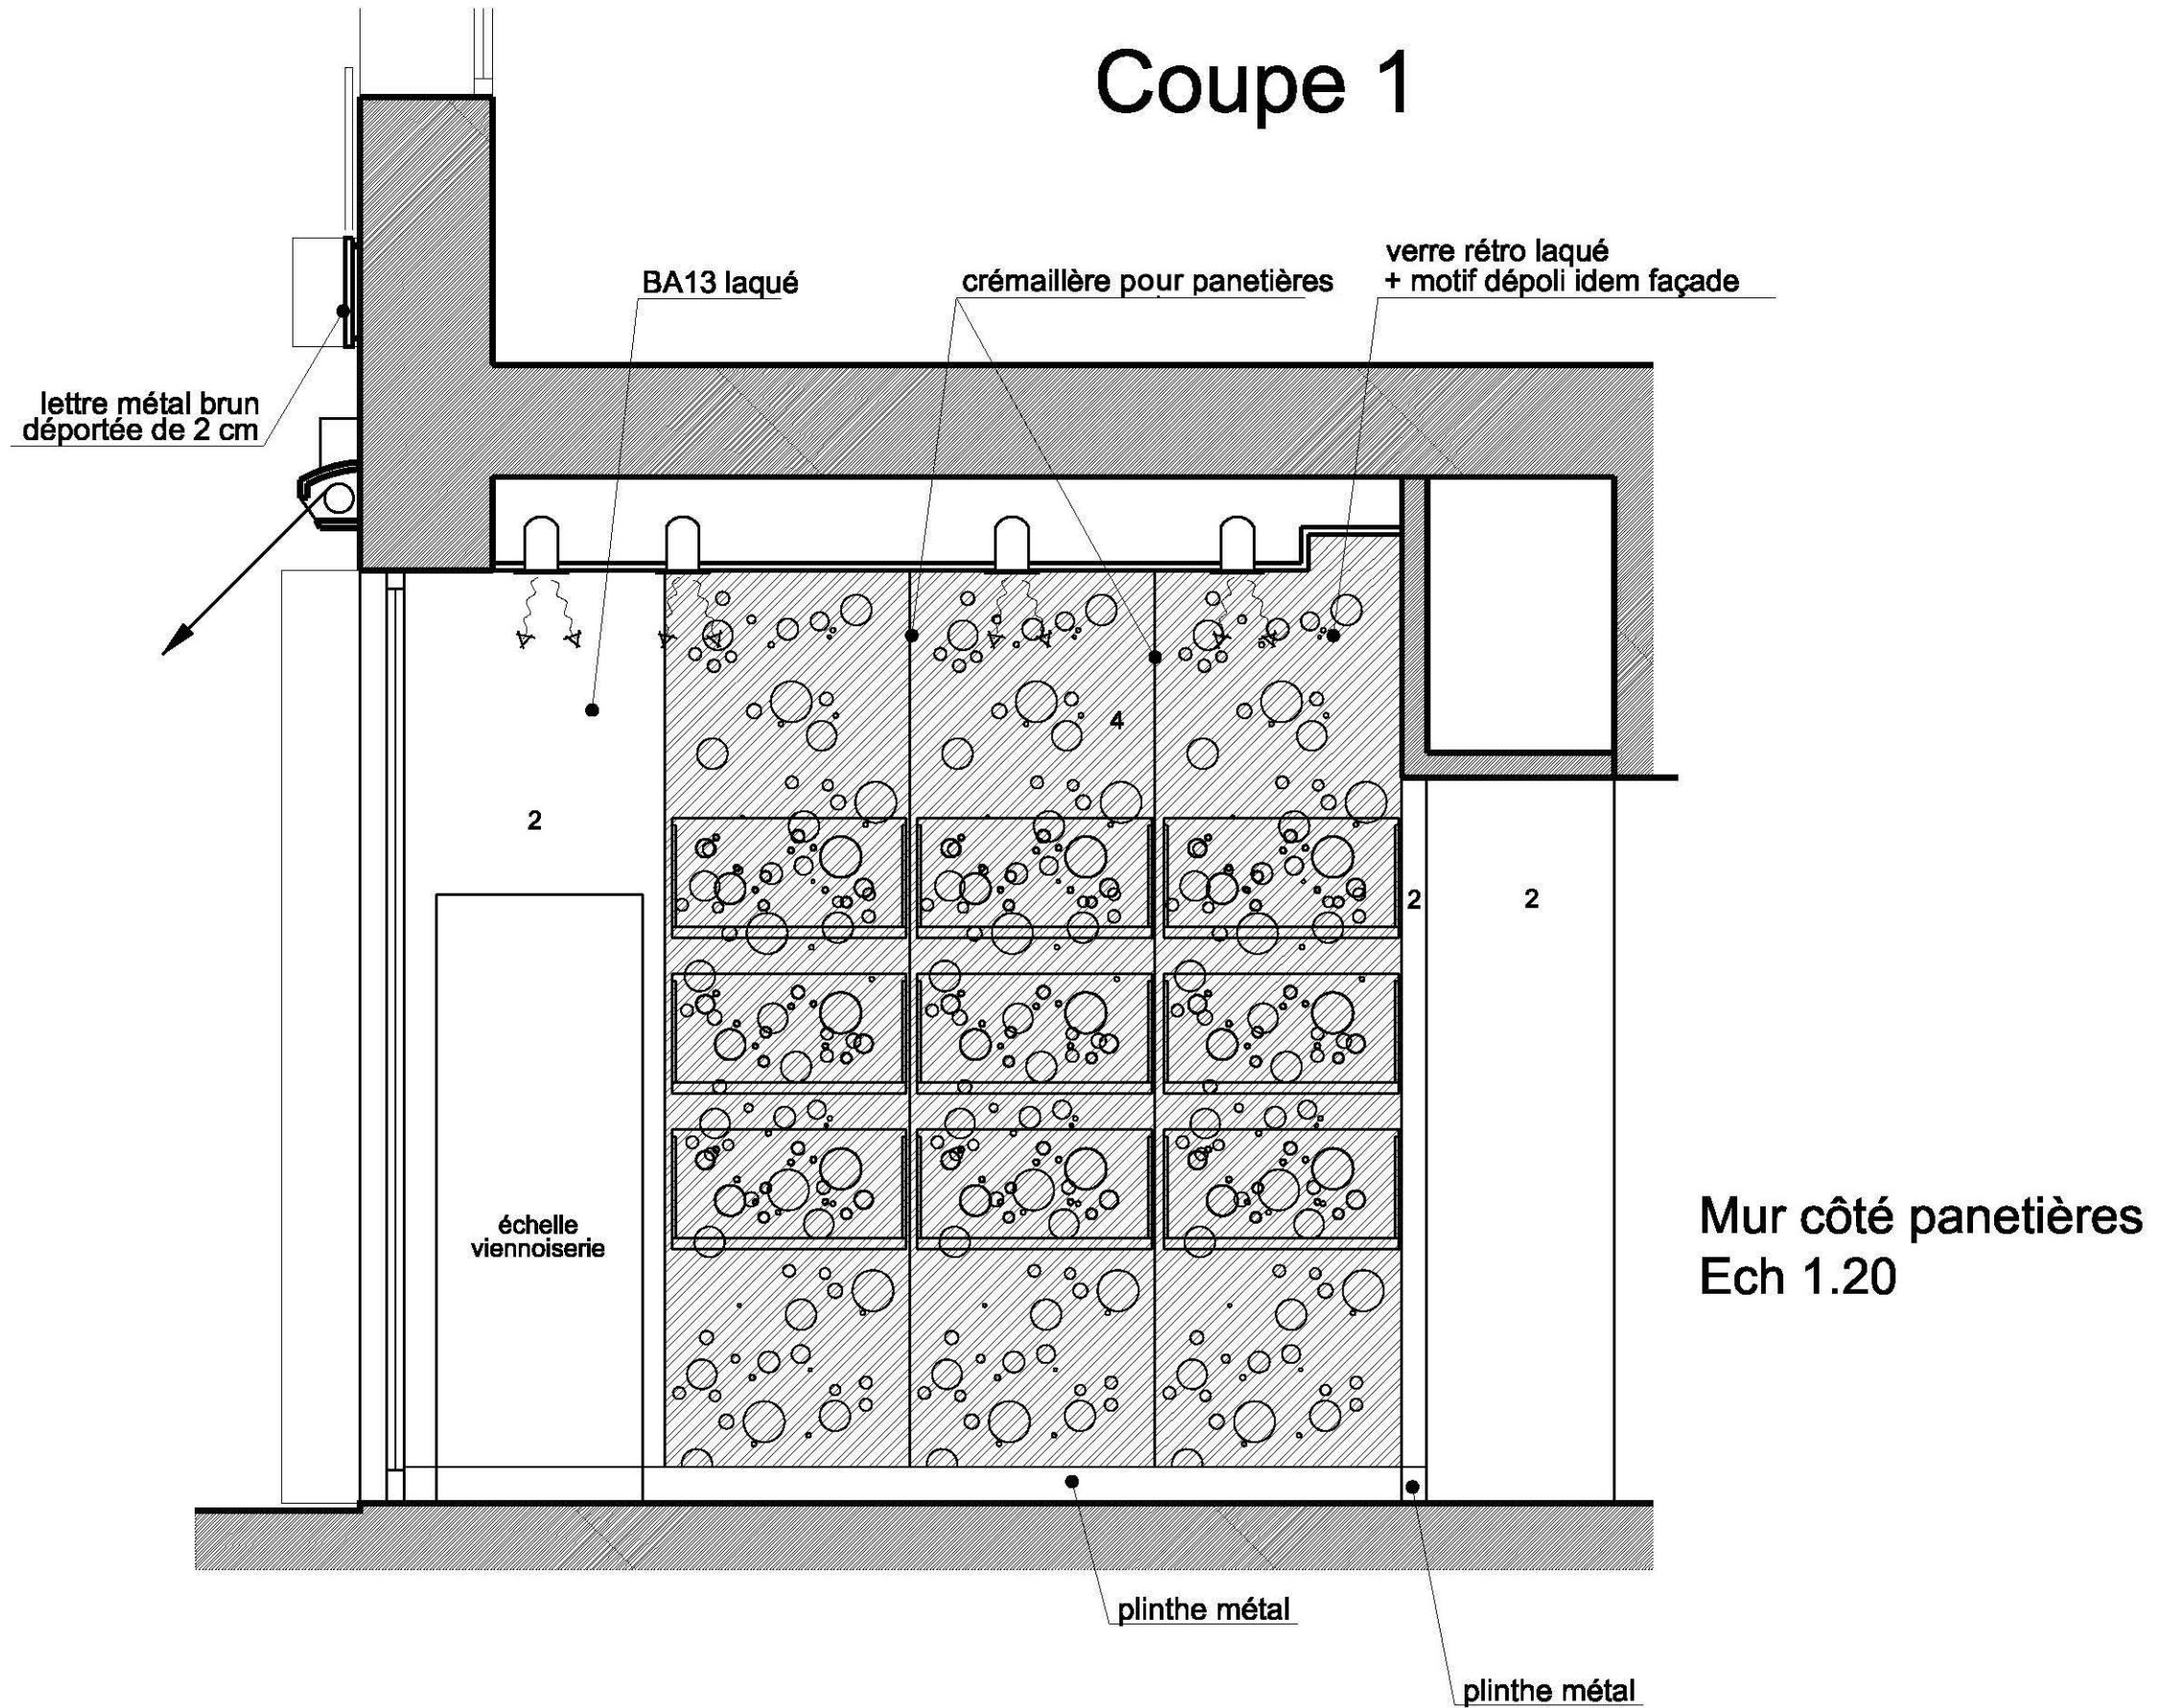 Coupe 1
verre rétro laqué
+ motif dépoli idem façade
BA13 laqué
crémaillère pour panetières
lettre métal brun
déportée de 2 cm
4
2
2
2
échelle
viennoiserie
Mur côté panetières
Ech 1.20
plinthe métal
plinthe métal